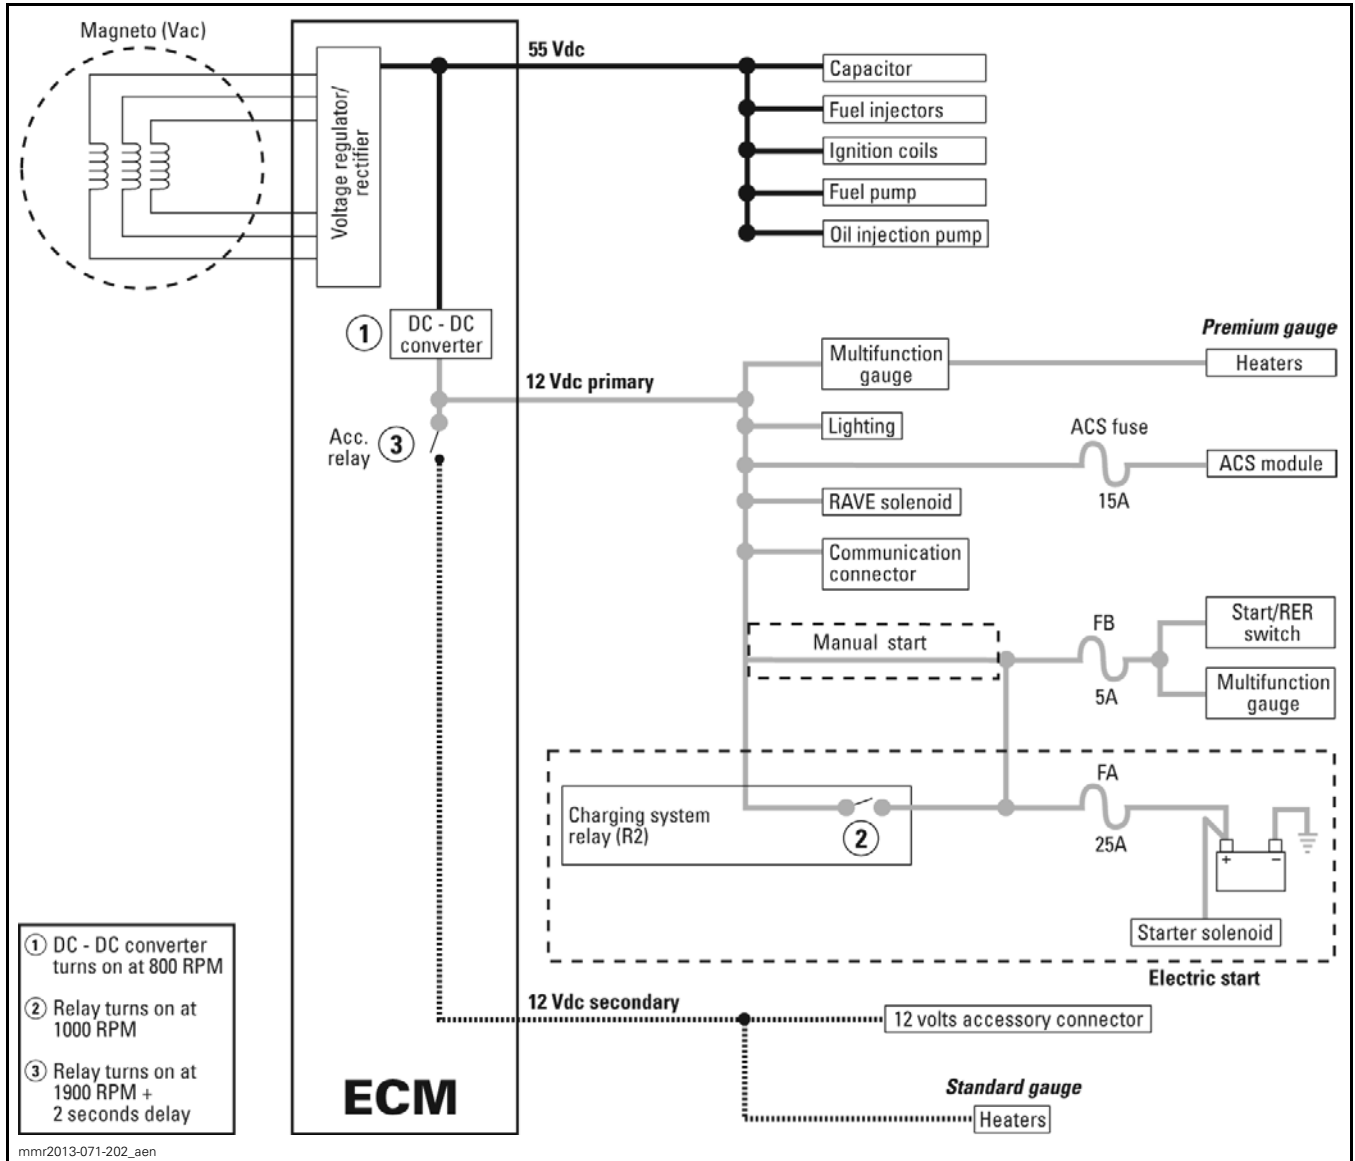 Magneto (Vac)
Voltage regulator/
rectifier
55 Vdc
Capacitor
Fuel injectors
Ignition coils
Fuel pump
Oil injection pump
1
DC - DC
converter
12 Vdc primary
Acc.
relay
3
Multifunction
gauge
Premium gauge
Heaters
Lighting
ACS fuse
15A
ACS module
RAVE solenoid
Communication
connector
Manual start
FB
5A
Start/RER
switch
Multifunction
gauge
Charging system
relay (R2)
2
FA
25A
+
−
Starter solenoid
Electric start
12 Vdc secondary
12 volts accessory connector
Standard gauge
Heaters
ECM
1 DC - DC converter
turns on at 800 RPM
2 Relay turns on at
1000 RPM
3 Relay turns on at
1900 RPM +
2 seconds delay
mmr2013-071-202_aen